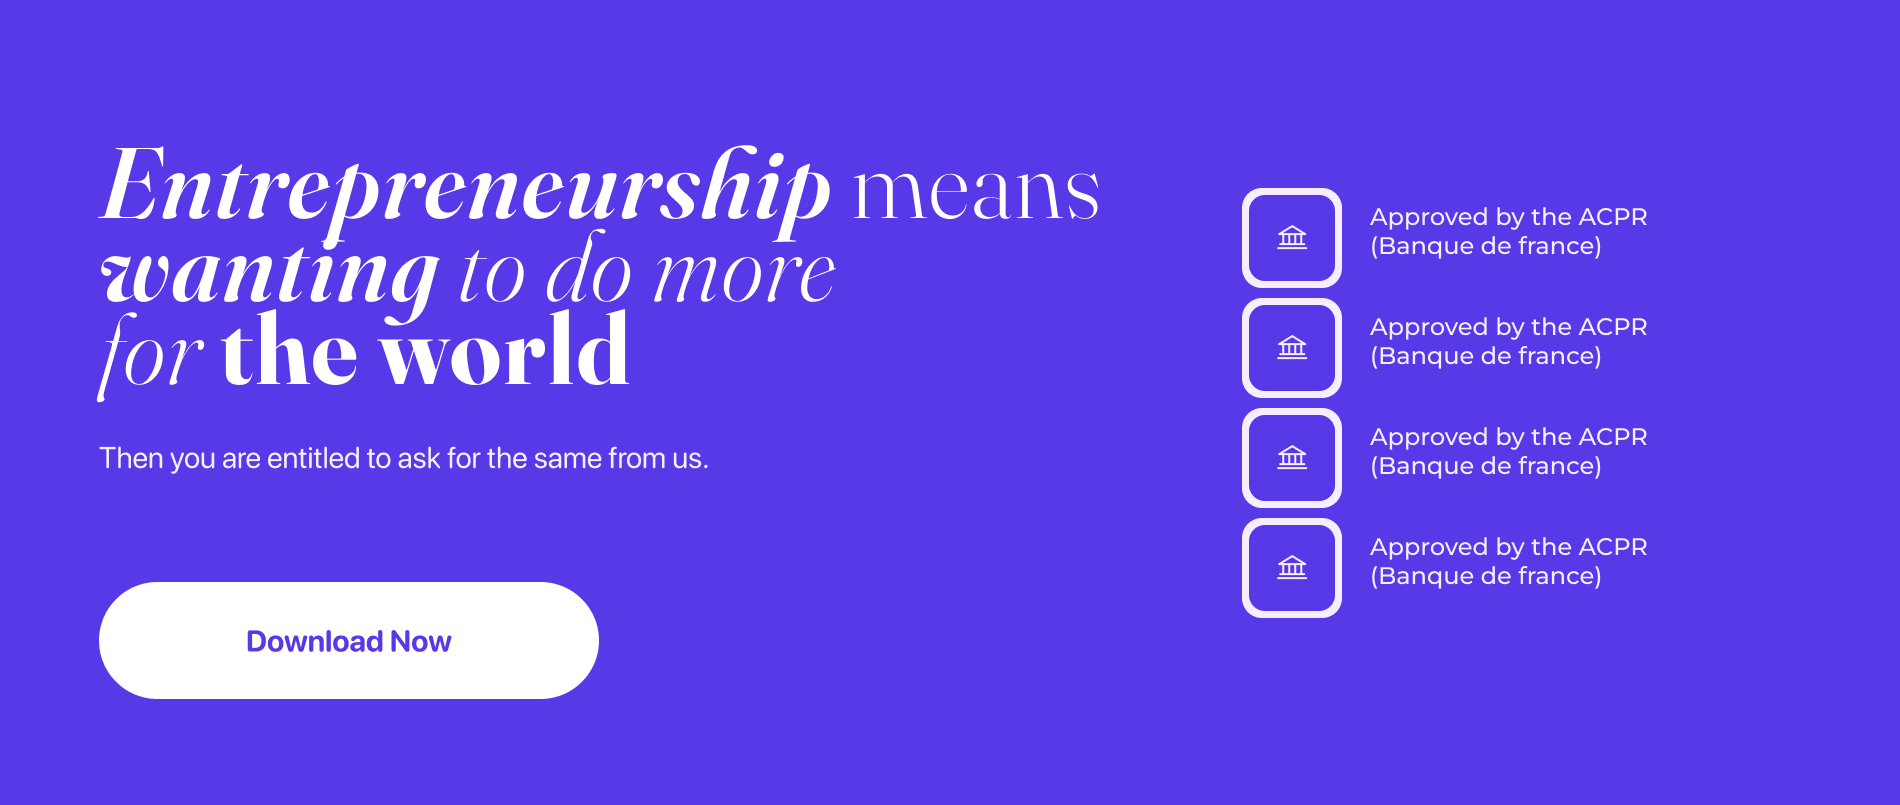 Entrepreneurship means
wanting to do more
for the world
Then you are entitled to ask for the same from us.
Download Now
Approved by the ACPR
(Banque de france)
Approved by the ACPR
(Banque de france)
Approved by the ACPR
(Banque de france)
Approved by the ACPR
(Banque de france)